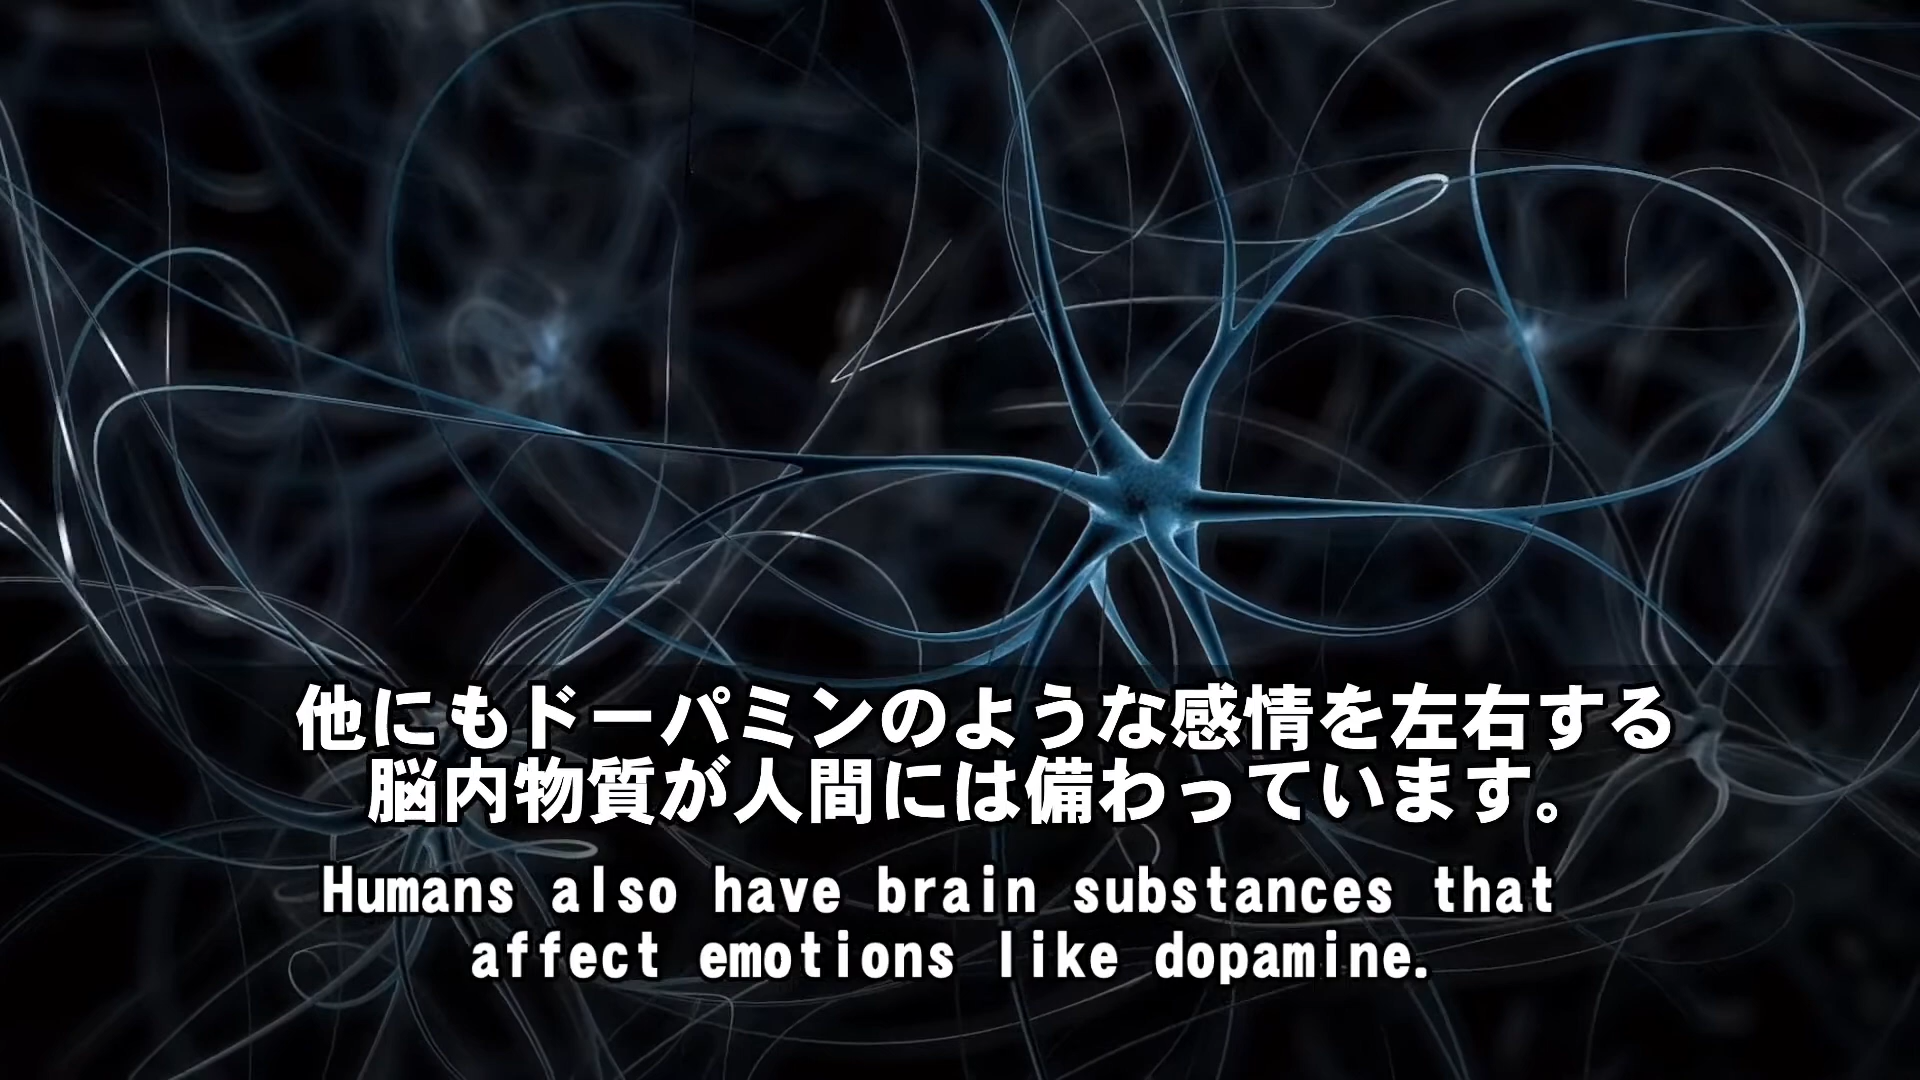 他にもドーパミンのような感情を左右する
脳内物質が人間には備わっています。
Humans also have brain substances that
affect emotions like dopamine.